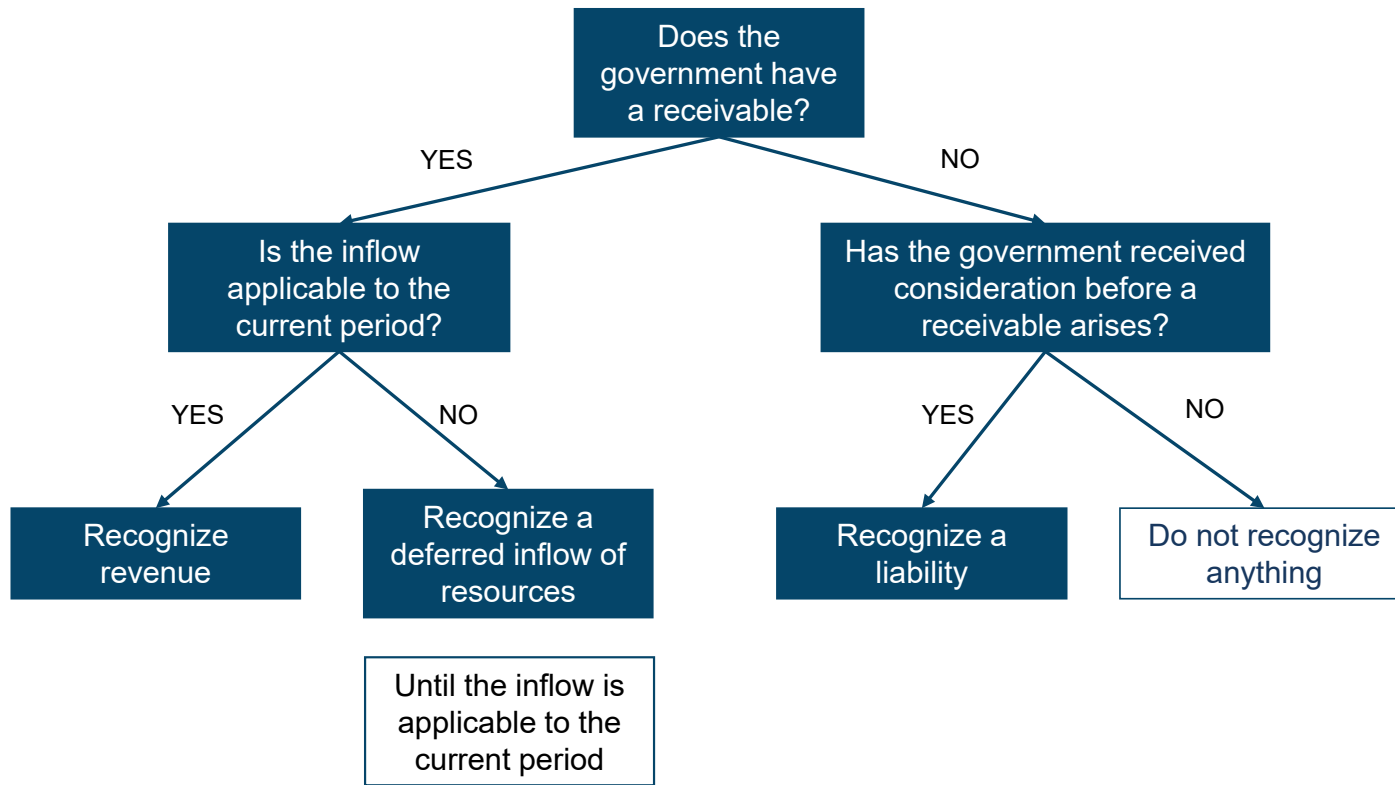 Does the
government have
a receivable?
YES
NO
Is the inflow
applicable to the
current period?
Has the government received
consideration before a
receivable arises?
YES
NO
YES
NO
Recognize
revenue
Recognize a
deferred inflow of
resources
Recognize a
liability
Do not recognize
anything
Until the inflow is
applicable to the
current period